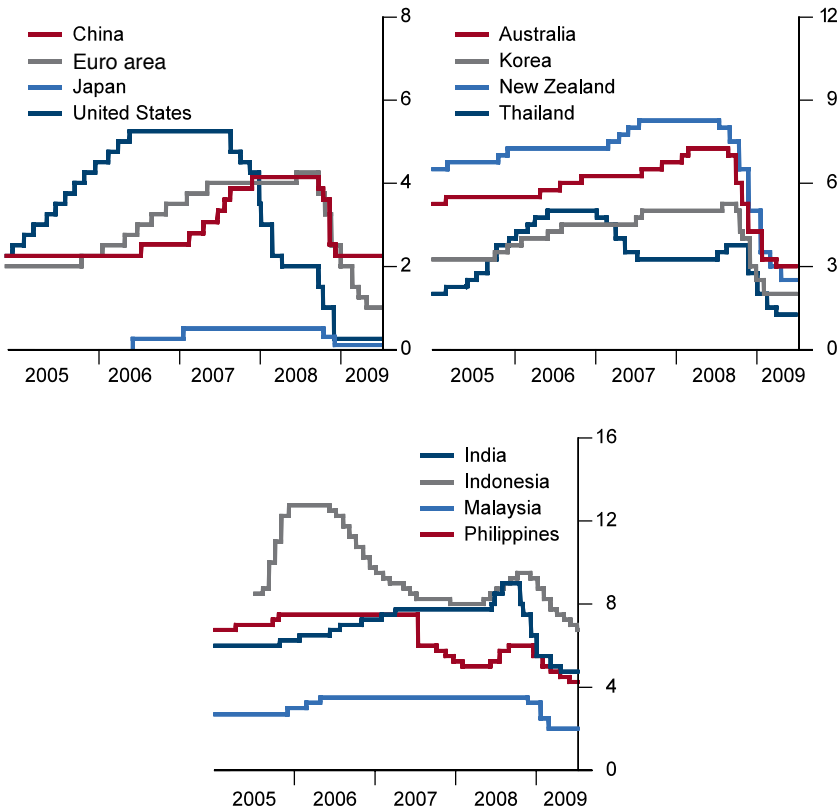 8
China
Euro area
Japan
United States
6
4
2
0
2005 2006 2007 2008 2009
12
Australia
Korea
New Zealand
Thailand
9
6
3
0
2005 2006 2007 2008 2009
16
India
Indonesia
Malaysia
Philippines
12
8
4
0
2005 2006 2007 2008 2009